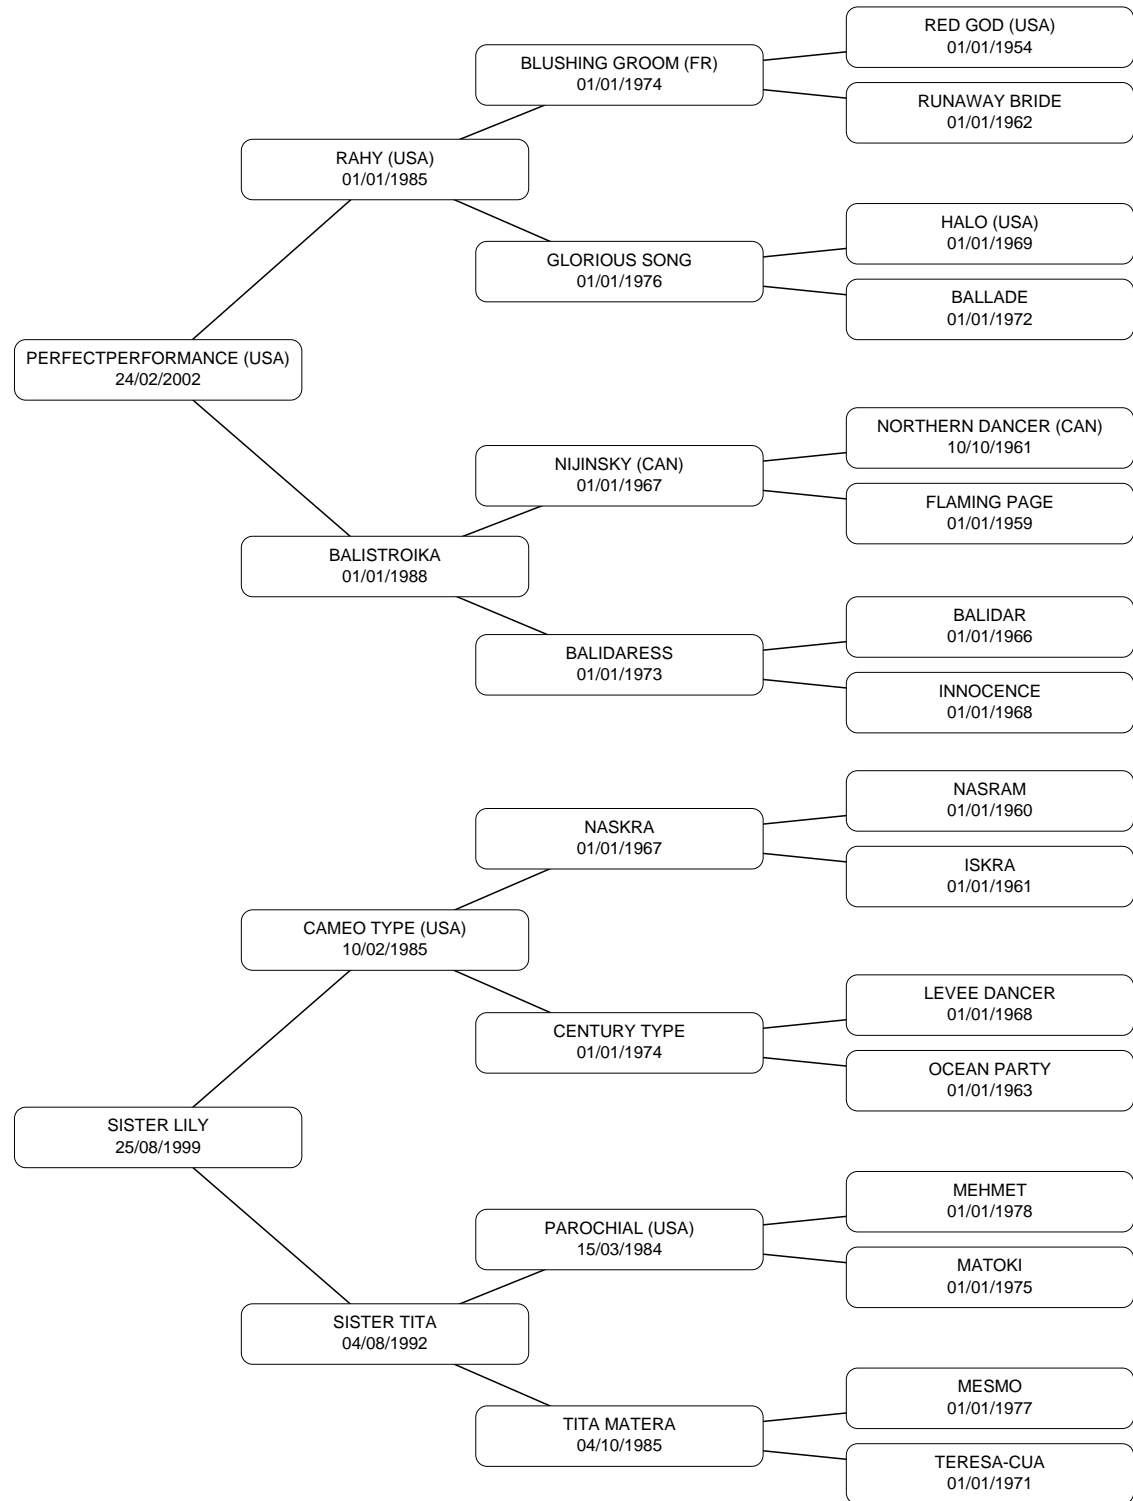 RED GOD (USA)
01/01/1954
BLUSHING GROOM (FR)
01/01/1974
RUNAWAY BRIDE
01/01/1962
RAHY (USA)
01/01/1985
HALO (USA)
01/01/1969
GLORIOUS SONG
01/01/1976
BALLADE
01/01/1972
PERFECTPERFORMANCE (USA)
24/02/2002
NORTHERN DANCER (CAN)
10/10/1961
NIJINSKY (CAN)
01/01/1967
FLAMING PAGE
01/01/1959
BALISTROIKA
01/01/1988
BALIDAR
01/01/1966
BALIDARESS
01/01/1973
INNOCENCE
01/01/1968
NASRAM
01/01/1960
NASKRA
01/01/1967
ISKRA
01/01/1961
CAMEO TYPE (USA)
10/02/1985
LEVEE DANCER
01/01/1968
CENTURY TYPE
01/01/1974
OCEAN PARTY
01/01/1963
SISTER LILY
25/08/1999
MEHMET
01/01/1978
PAROCHIAL (USA)
15/03/1984
MATOKI
01/01/1975
SISTER TITA
04/08/1992
MESMO
01/01/1977
TITA MATERA
04/10/1985
TERESA-CUA
01/01/1971